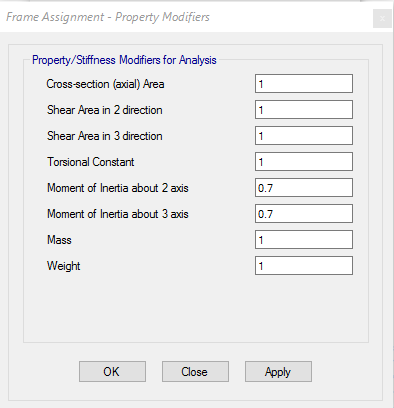 Frame Assignment - Property Modifiers
x
Property/Stiffness Modifiers for Analysis
Cross-section (axial) Area 1
Shear Area in 2 direction 1
Shear Area in 3 direction 1
Torsional Constant 1
Moment of Inertia about 2 axis 0.7
Moment of Inertia about 3 axis 0.7
Mass 1
Weight 1
OK Close Apply